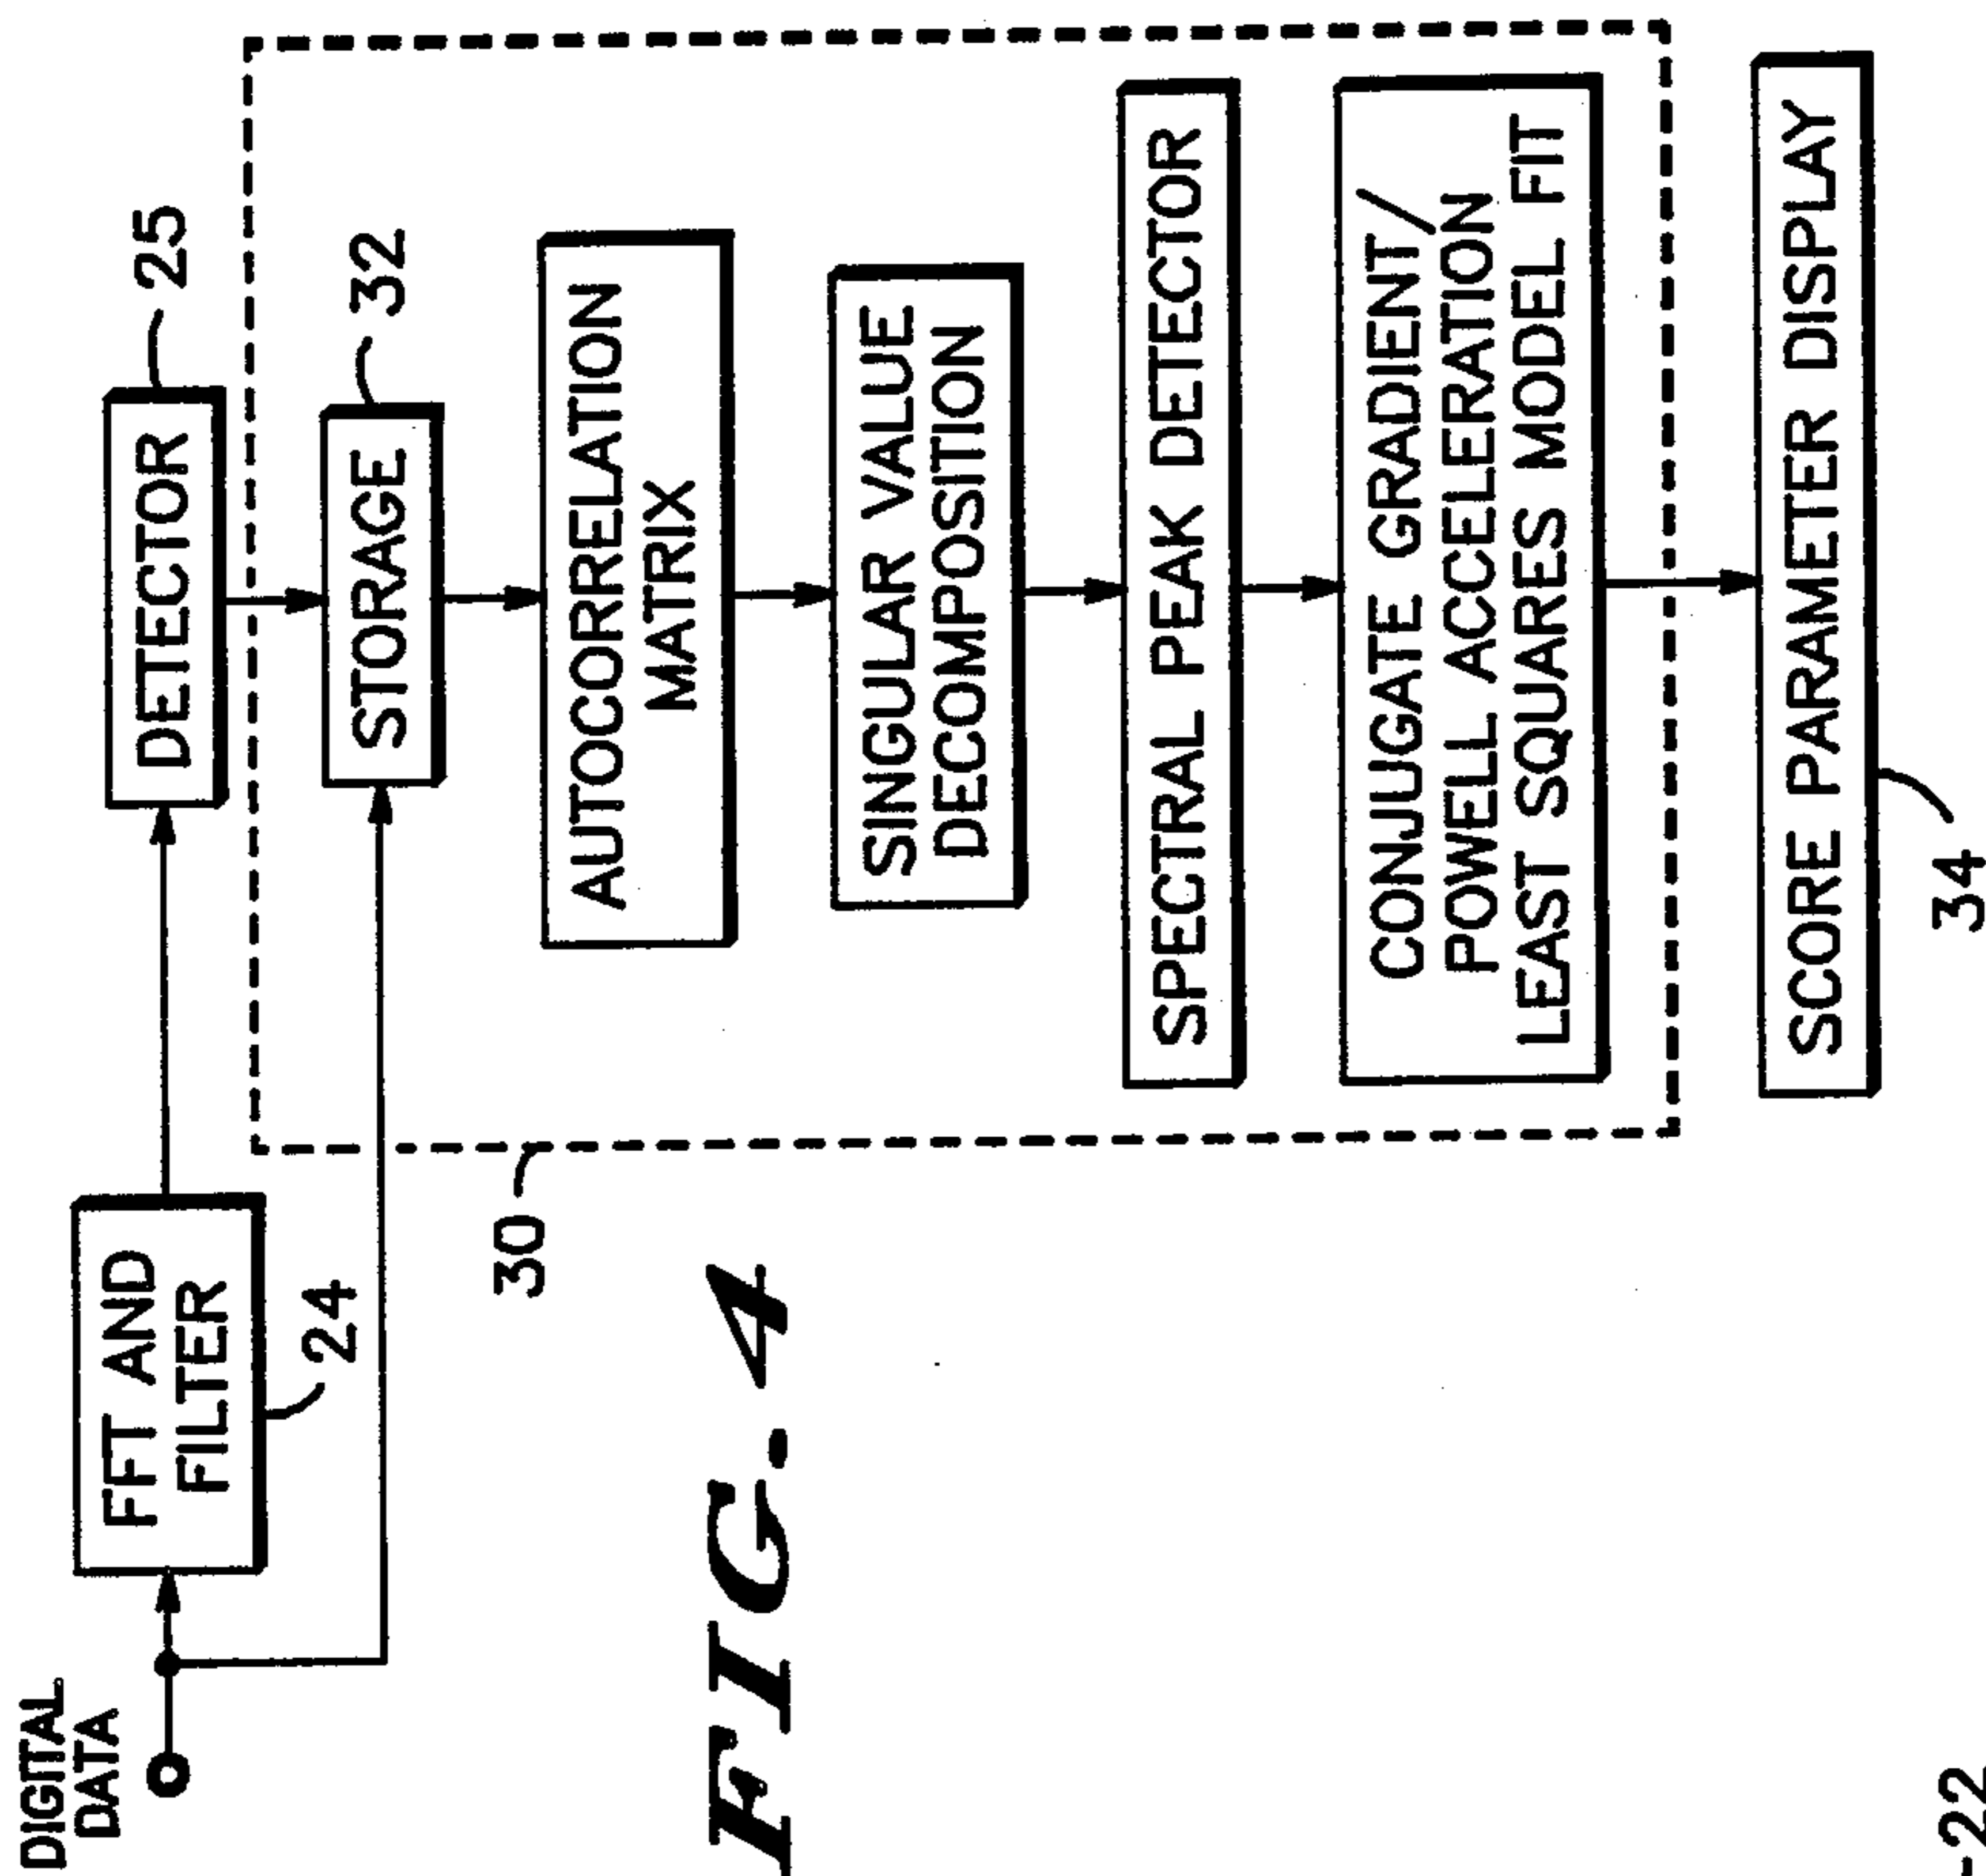 DIGITAL
DATA
FFT AND
FILTER
24
DETECTOR
25
30
STORAGE
32
AUTOCORRELATION
MATRIX
SINGULAR VALUE
DECOMPOSITION
SPECTRAL PEAK DETECTOR
CONJUGATE GRADIENT/
POWELL ACCELERATION
LEAST SQUARES MODEL FIT
SCORE PARAMETER DISPLAY
34
FIG-4
22